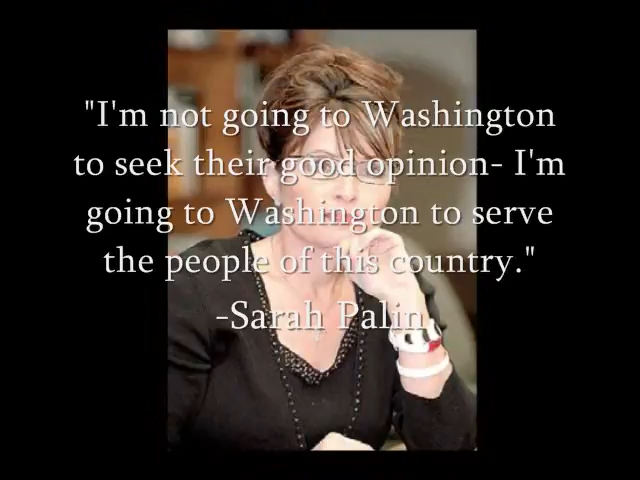 "I'm not going to Washington
to seek their good opinion- I'm
going to Washington to serve
the people of this country."
-Sarah Palin